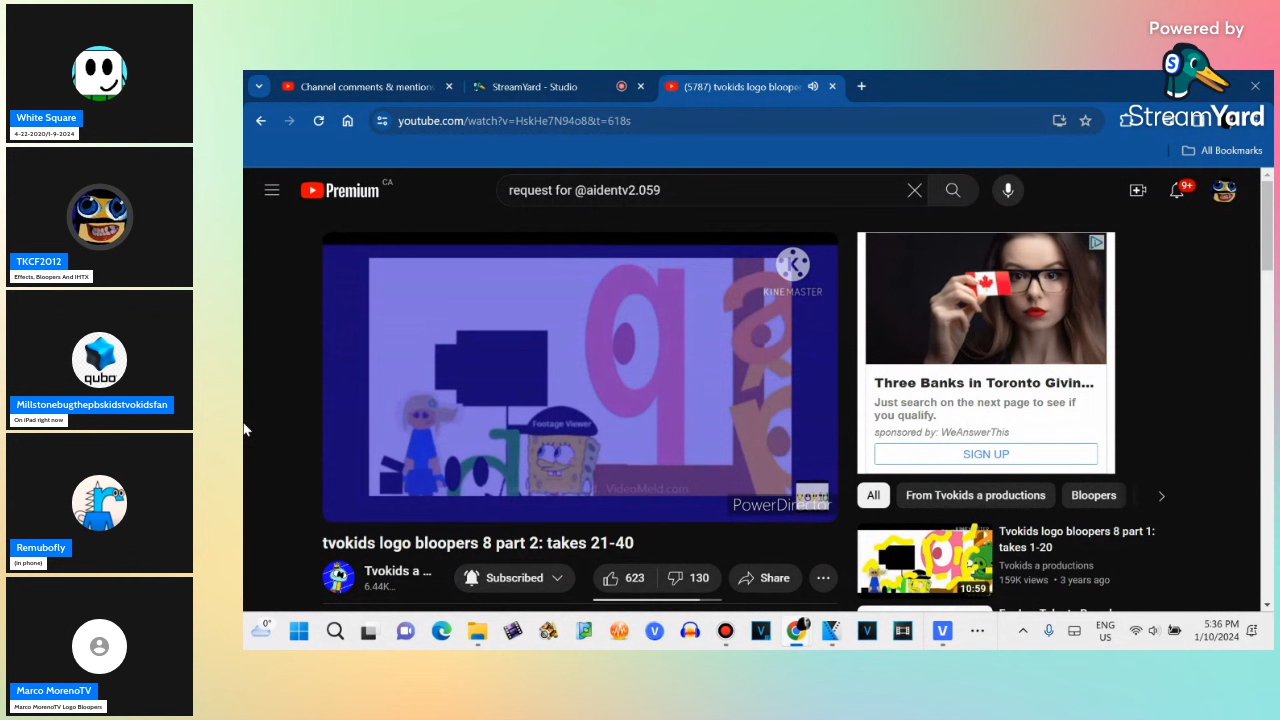 White Square
4-22-2020/1-9-2024
TKCF2012
Effects, Bloopers And IHTX
qubo
Millstonebugthepbskidstvokidsfan
On iPad right now
Remubofly
(in phone)
Marco MorenoTV
Marco MorenoTV Logo Bloopers
Powered by
StreamYard
Channel comments & mention
StreamYard - Studio
(5787) tvokids logo bloope
youtube.com/watch?v=HskHe7N94o8&t=618s
All Bookmarks
Premium CA
request for @aidentv2.059
9+
K
KINEMASTER
q
Footage Viewer
VideoMeld.com
PowerDirector
Three Banks in Toronto Givin...
Just search on the next page to see if
you qualify.
sponsored by: WeAnswerThis
SIGN UP
All
From Tvokids a productions
Bloopers
tvokids logo bloopers 8 part 2: takes 21-40
Tvokids a ...
6.44K...
Subscribed
623
130
Share
Tvokids logo bloopers 8 part 1:
takes 1-20
Tvokids a productions
159K views • 3 years ago
10:59
0°
ENG
US
5:36 PM
1/10/2024